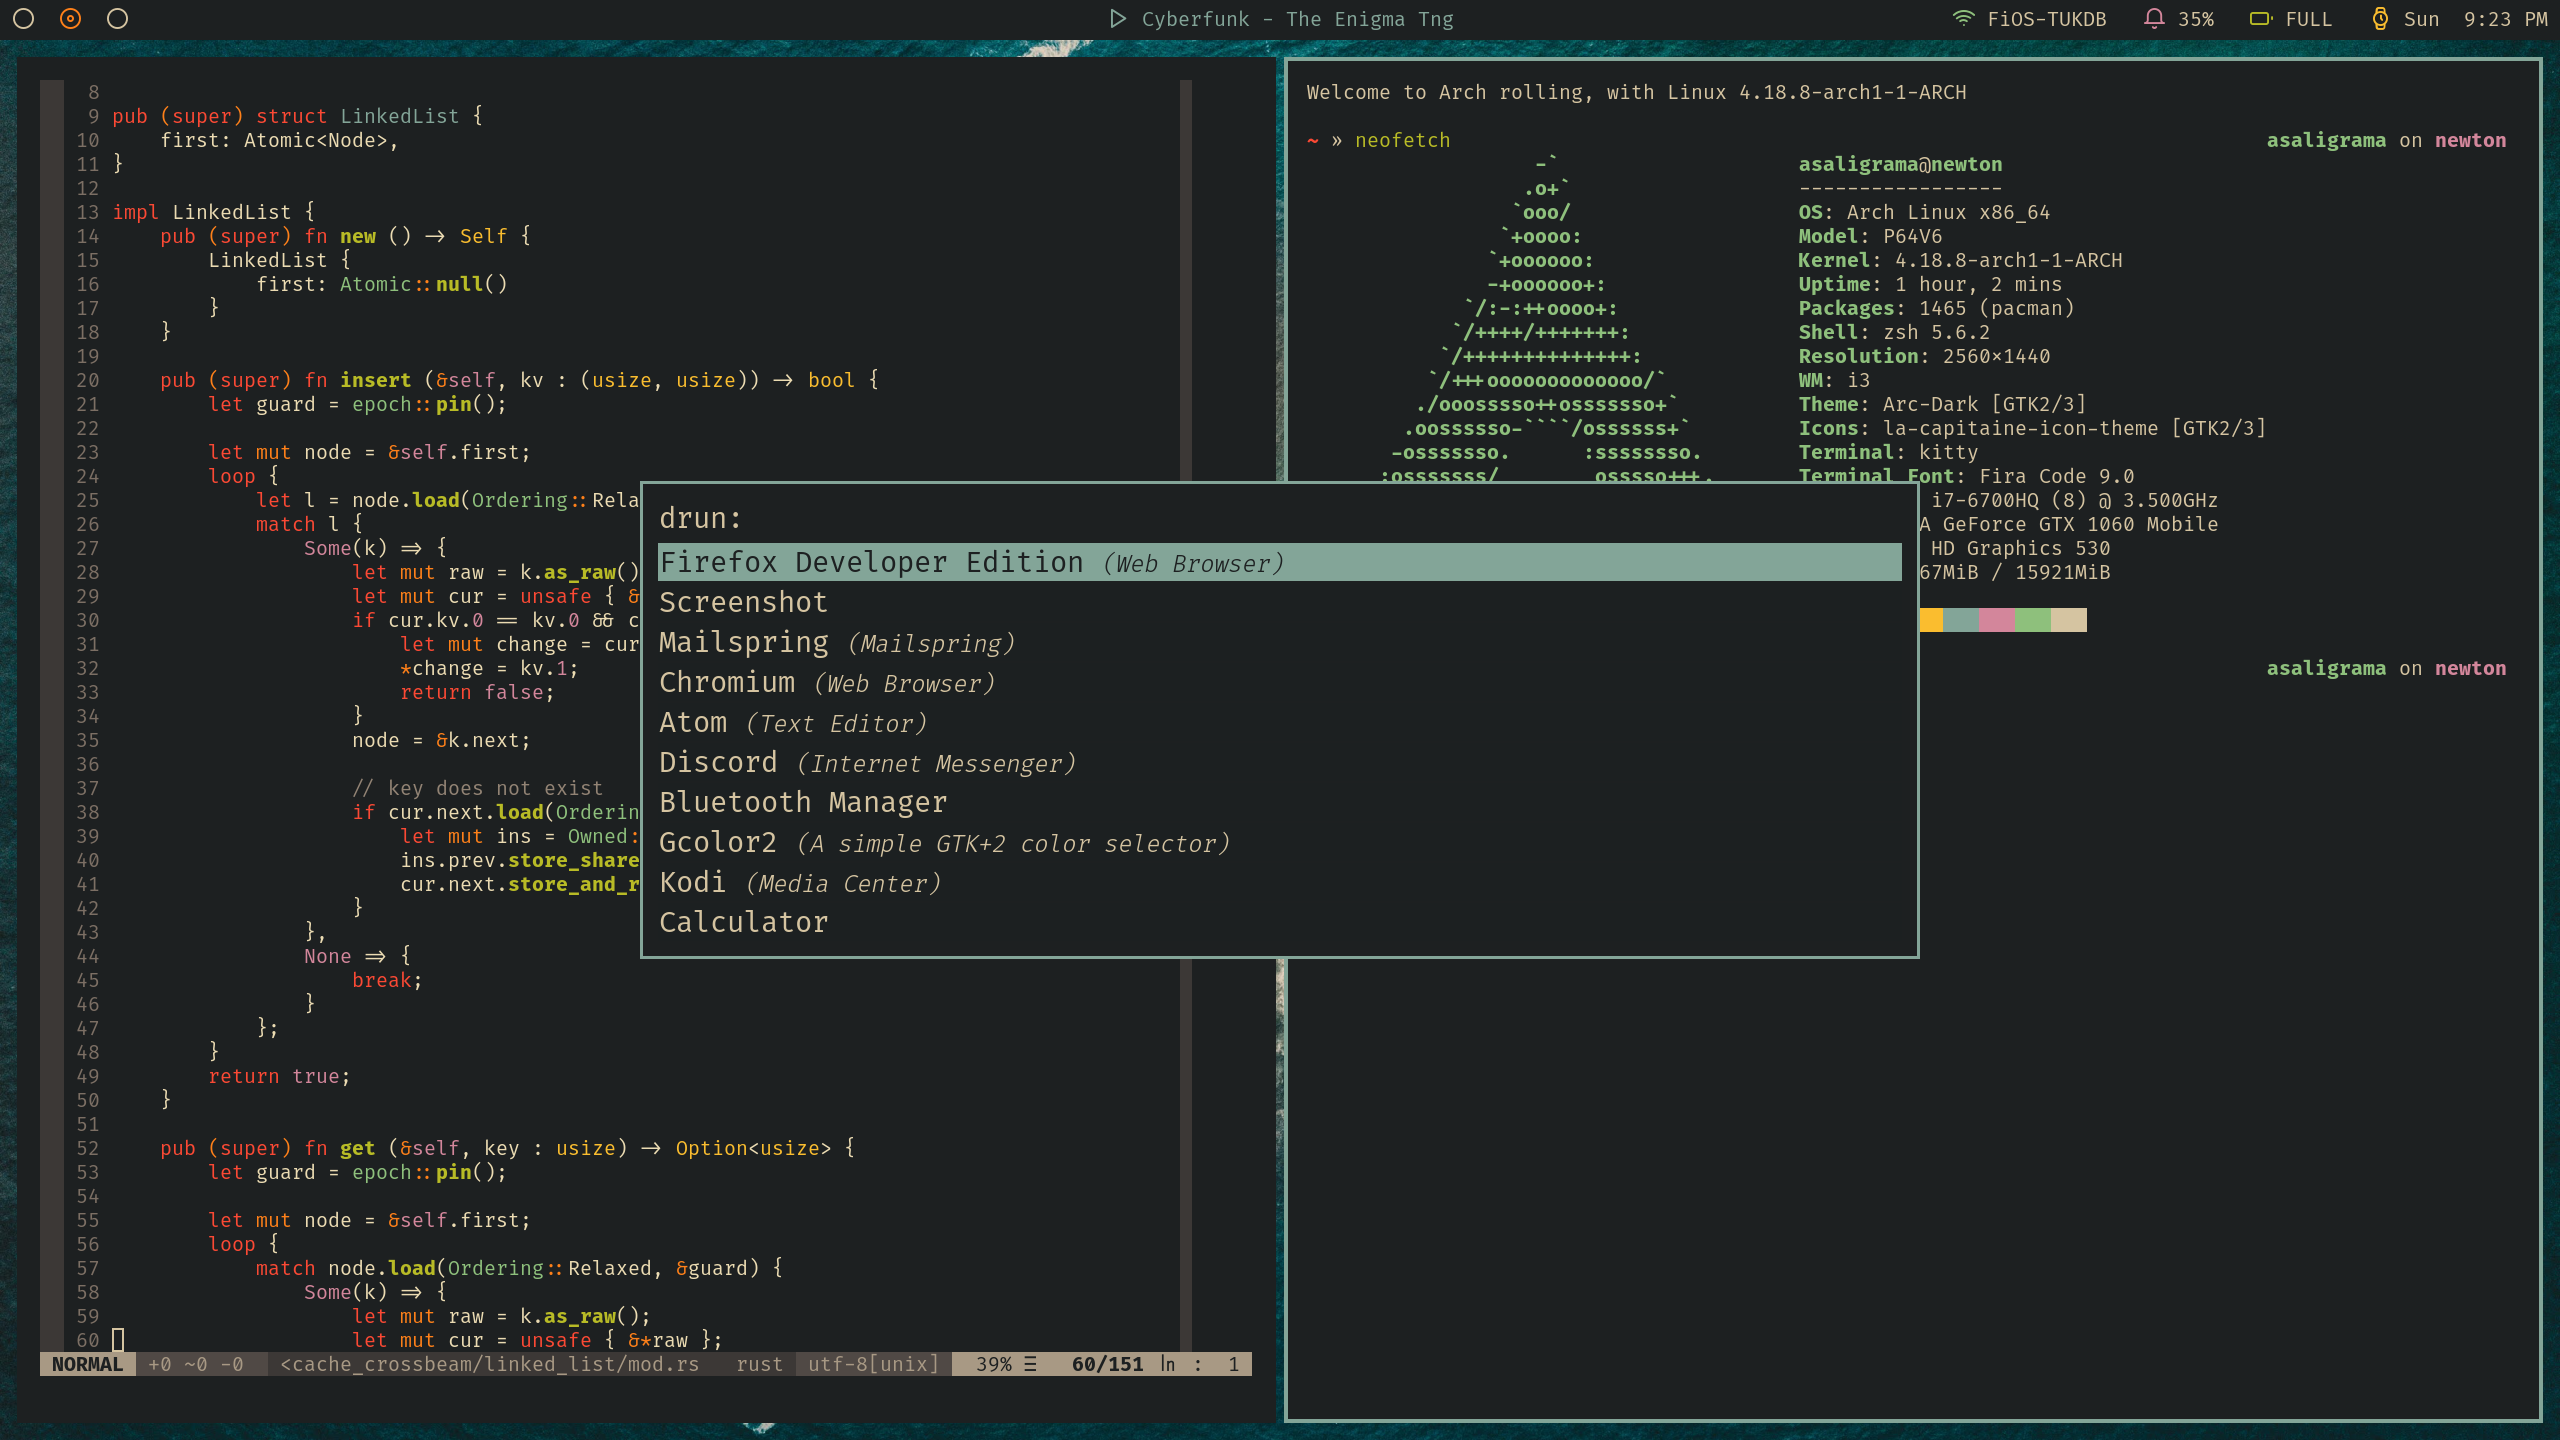 Cyberfunk - The Enigma Tng
FiOS-TUKDB 35% FULL Sun 9:23 PM
8
9 pub (super) struct LinkedList {
10     first: Atomic<Node>,
11 }
12
13 impl LinkedList {
14     pub (super) fn new () -> Self {
15         LinkedList {
16             first: Atomic::null()
17         }
18     }
19
20     pub (super) fn insert (&self, kv : (usize, usize)) -> bool {
21         let guard = epoch::pin();
22
23         let mut node = &self.first;
24         loop {
25             let l = node.load(Ordering::Rela
26             match l {
27                 Some(k) => {
28                     let mut raw = k.as_raw()
29                     let mut cur = unsafe { &
30                     if cur.kv.0 == kv.0 && c
31                         let mut change = cur
32                         *change = kv.1;
33                         return false;
34                     }
35                     node = &k.next;
36
37                     // key does not exist
38                     if cur.next.load(Orderin
39                         let mut ins = Owned:
40                         ins.prev.store_share
41                         cur.next.store_and_r
42                     }
43                 },
44                 None => {
45                     break;
46                 }
47             };
48         }
49         return true;
50     }
51
52     pub (super) fn get (&self, key : usize) -> Option<usize> {
53         let guard = epoch::pin();
54
55         let mut node = &self.first;
56         loop {
57             match node.load(Ordering::Relaxed, &guard) {
58                 Some(k) => {
59                     let mut raw = k.as_raw();
60                     let mut cur = unsafe { &*raw };
NORMAL +0 ~0 -0 <cache_crossbeam/linked_list/mod.rs rust utf-8[unix] 39% ☰ 60/151 ln : 1
Welcome to Arch rolling, with Linux 4.18.8-arch1-1-ARCH
~ » neofetch asaligrama on newton
-` asaligrama@newton
.o+` -----------------
`ooo/ OS: Arch Linux x86_64
`+oooo: Model: P64V6
`+oooooo: Kernel: 4.18.8-arch1-1-ARCH
-+oooooo+: Uptime: 1 hour, 2 mins
`/:-:++oooo+: Packages: 1465 (pacman)
`/++++/+++++++: Shell: zsh 5.6.2
`/++++++++++++++: Resolution: 2560x1440
`/+++ooooooooooooo/` WM: i3
./ooosssso++osssssso+` Theme: Arc-Dark [GTK2/3]
.oossssso-````/ossssss+` Icons: la-capitaine-icon-theme [GTK2/3]
-osssssso. :ssssssso. Terminal: kitty
:osssssss/ osssso+++. Terminal Font: Fira Code 9.0
i7-6700HQ (8) @ 3.500GHz
A GeForce GTX 1060 Mobile
HD Graphics 530
67MiB / 15921MiB
asaligrama on newton
drun:
Firefox Developer Edition (Web Browser)
Screenshot
Mailspring (Mailspring)
Chromium (Web Browser)
Atom (Text Editor)
Discord (Internet Messenger)
Bluetooth Manager
Gcolor2 (A simple GTK+2 color selector)
Kodi (Media Center)
Calculator